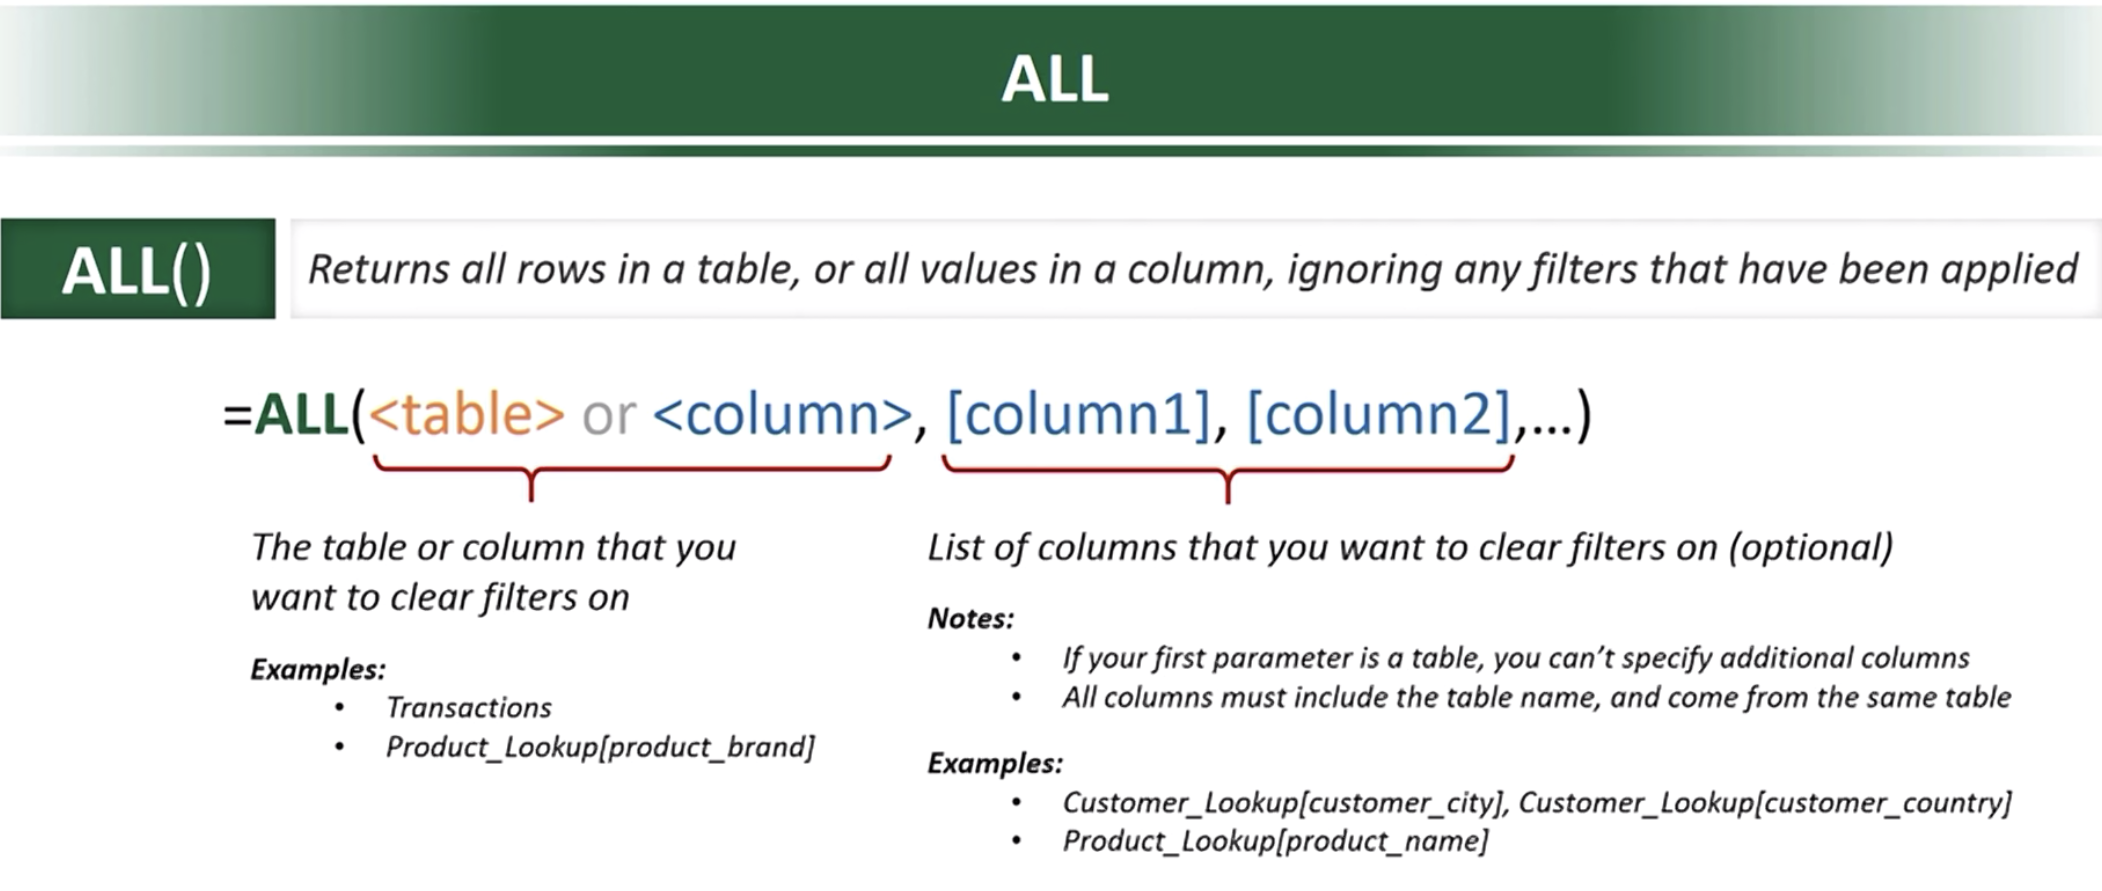 ALL
ALL()
Returns all rows in a table, or all values in a column, ignoring any filters that have been applied
=ALL(<table> or <column>, [column1], [column2],...)
The table or column that you
want to clear filters on
Examples:
• Transactions
• Product_Lookup[product_brand]
List of columns that you want to clear filters on (optional)
Notes:
• If your first parameter is a table, you can't specify additional columns
• All columns must include the table name, and come from the same table
Examples:
• Customer_Lookup[customer_city], Customer_Lookup[customer_country]
• Product_Lookup[product_name]